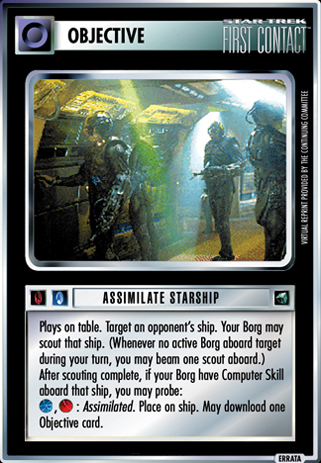 OBJECTIVE
STAR TREK
FIRST CONTACT
VIRTUAL REPRINT PROVIDED BY THE CONTINUING COMMITTEE
ASSIMILATE STARSHIP
Plays on table. Target an opponent's ship. Your Borg may
scout that ship. (Whenever no active Borg aboard target
during your turn, you may beam one scout aboard.)
After scouting complete, if your Borg have Computer Skill
aboard that ship, you may probe:
, : Assimilated. Place on ship. May download one
Objective card.
ERRATA